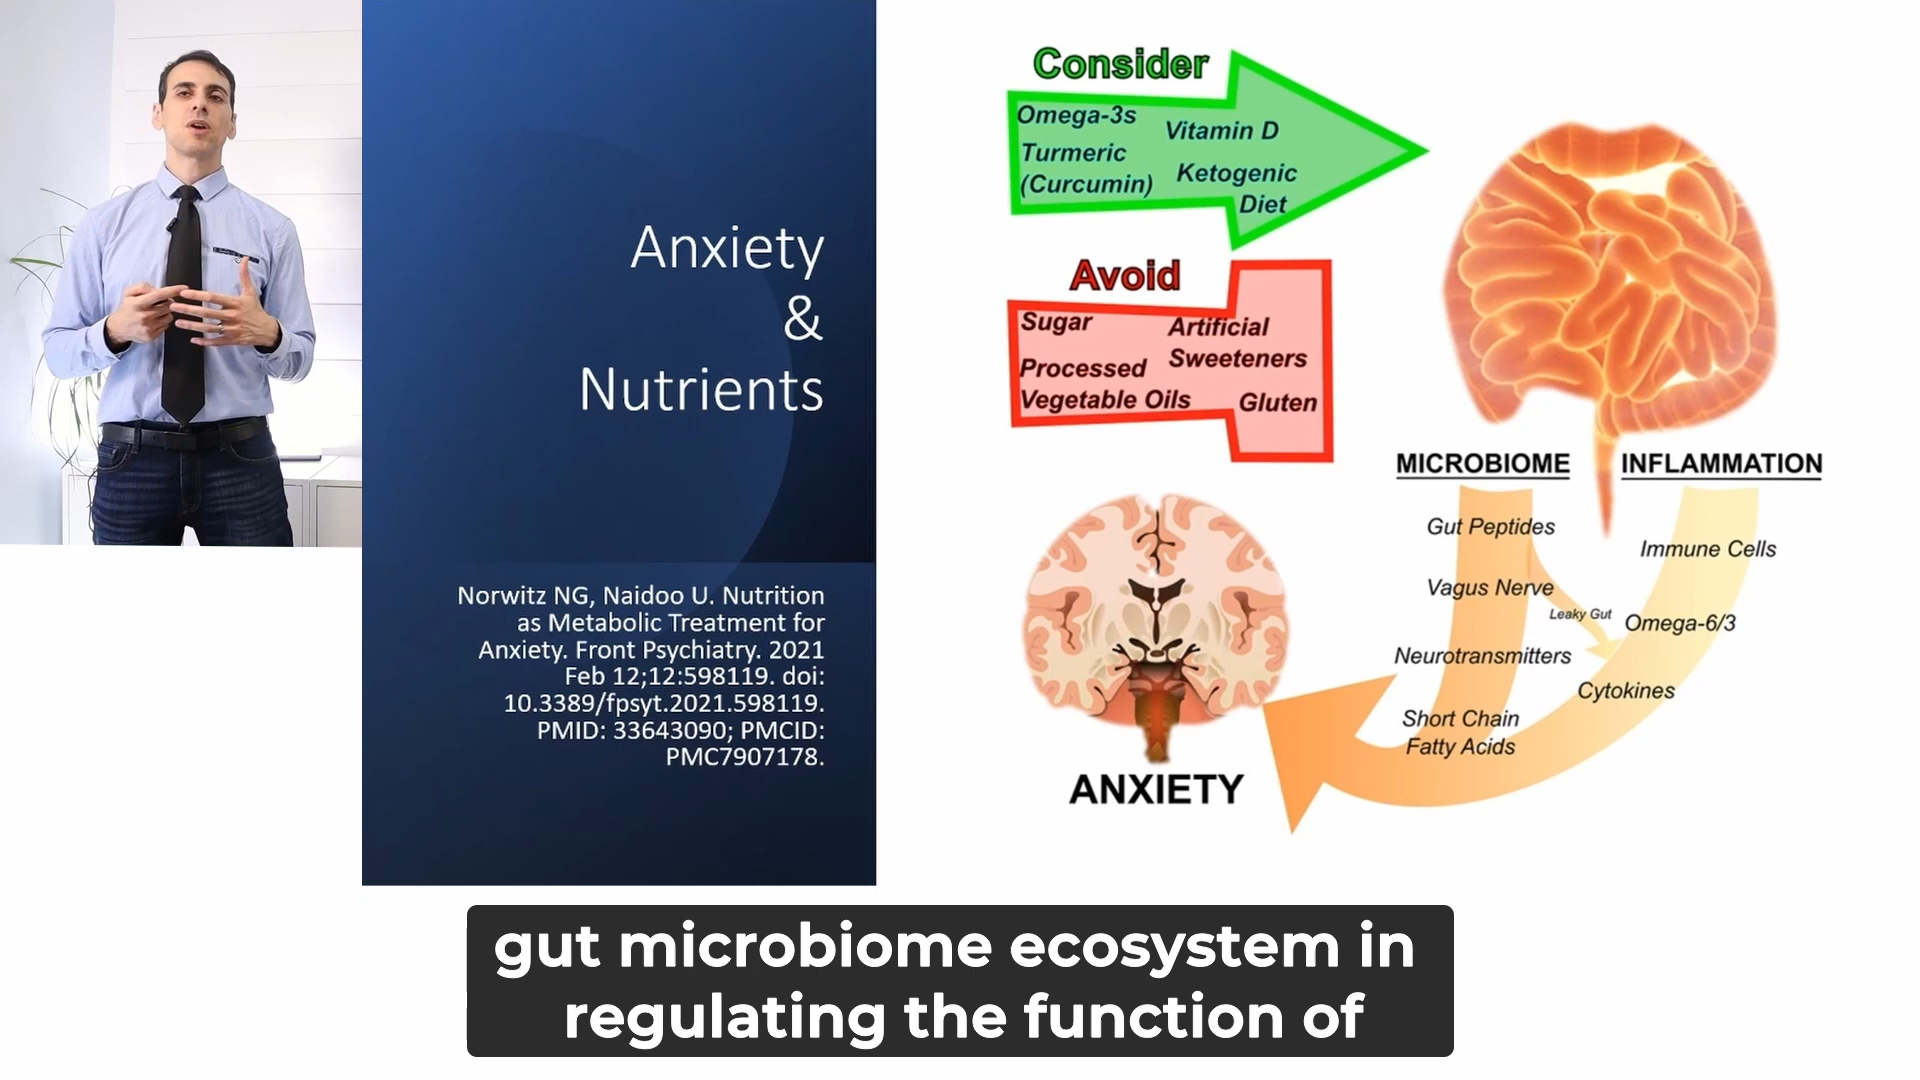 Anxiety
&
Nutrients
Norwitz NG, Naidoo U. Nutrition
as Metabolic Treatment for
Anxiety. Front Psychiatry. 2021
Feb 12;12:598119. doi:
10.3389/fpsyt.2021.598119.
PMID: 33643090; PMCID:
PMC7907178.
Consider
Omega-3s
Turmeric
(Curcumin)
Vitamin D
Ketogenic
Diet
Avoid
Sugar
Processed
Vegetable Oils
Artificial
Sweeteners
Gluten
MICROBIOME
Gut Peptides
Vagus Nerve
Neurotransmitters
Short Chain
Fatty Acids
Leaky Gut
INFLAMMATION
Immune Cells
Omega-6/3
Cytokines
ANXIETY
gut microbiome ecosystem in
regulating the function of